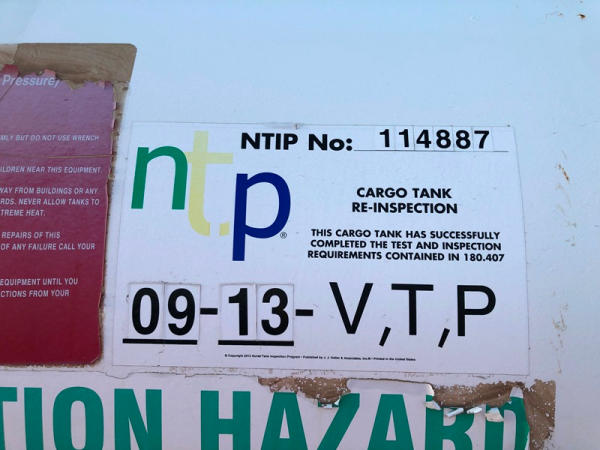 Pressure)
MLY BUT DO NOT USE WRENCH
ILDREN NEAR THIS EQUIPMENT
WAY FROM BUILDINGS OR ANY
RDS. NEVER ALLOW TANKS TO
TREME HEAT.
REPAIRS OF THIS
OF ANY FAILURE CALL YOUR
EQUIPMENT UNTIL YOU
CTIONS FROM YOUR
NTIP No: 114887
ntp®
CARGO TANK
RE-INSPECTION
THIS CARGO TANK HAS SUCCESSFULLY
COMPLETED THE TEST AND INSPECTION
REQUIREMENTS CONTAINED IN 180.407
09-13-V,T,P
TION HAZARD